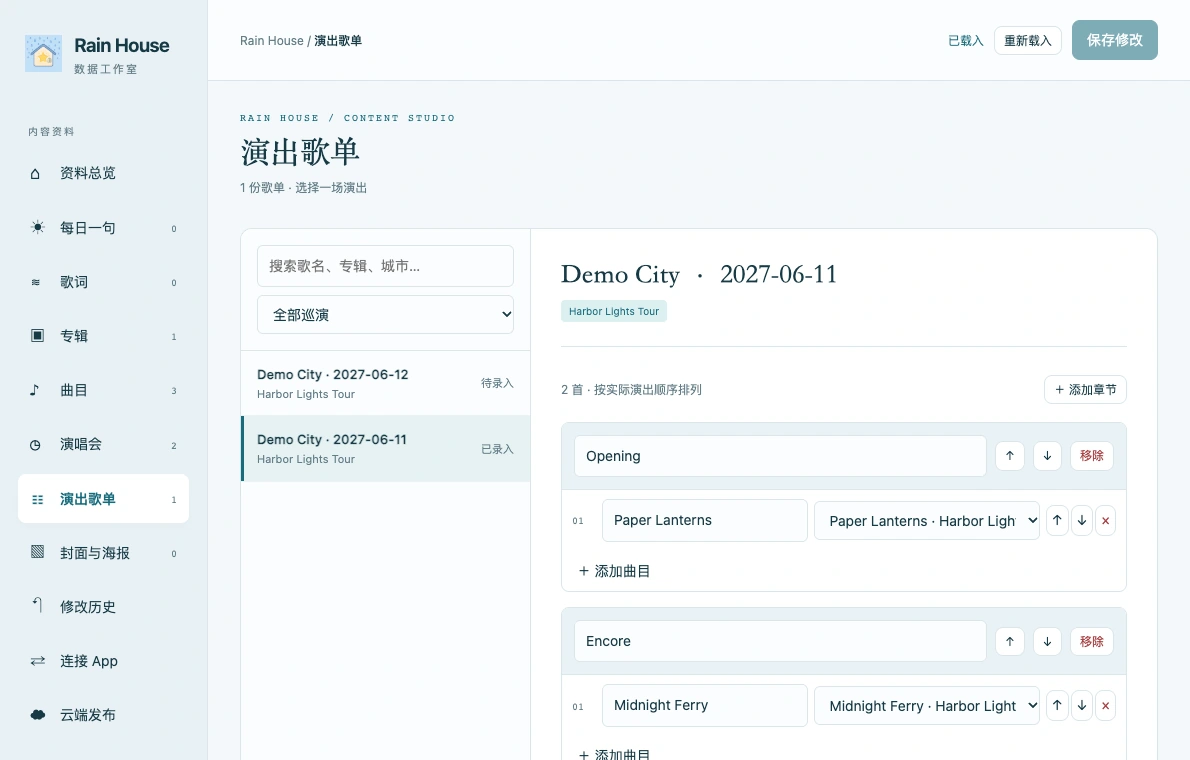 Rain House
数据工作室
内容资料
资料总览
每日一句 0
歌词 0
专辑 1
曲目 3
演唱会 2
演出歌单 1
封面与海报 0
修改历史
连接 App
云端发布
Rain House / 演出歌单
已载入 重新载入 保存修改
RAIN HOUSE / CONTENT STUDIO
演出歌单
1 份歌单 · 选择一场演出
搜索歌名、专辑、城市...
全部巡演
Demo City · 2027-06-12
Harbor Lights Tour
待录入
Demo City · 2027-06-11
Harbor Lights Tour
已录入
Demo City · 2027-06-11
Harbor Lights Tour
2 首 · 按实际演出顺序排列
+ 添加章节
Opening ↑ ↓ 移除
01 Paper Lanterns Paper Lanterns · Harbor Ligh ↑ ↓ ×
+ 添加曲目
Encore ↑ ↓ 移除
01 Midnight Ferry Midnight Ferry · Harbor Light ↑ ↓ ×
+ 添加曲目